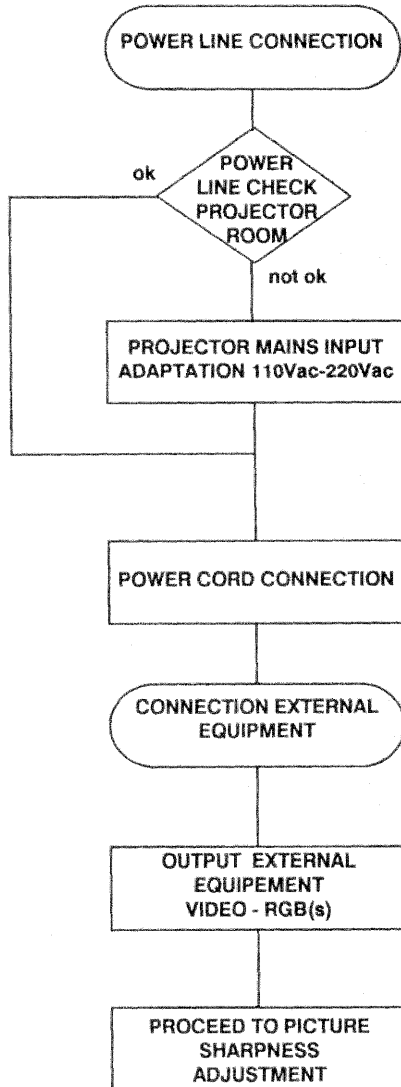 POWER LINE CONNECTION
POWER
LINE CHECK
PROJECTOR
ROOM
ok
not ok
PROJECTOR MAINS INPUT
ADAPTATION 110Vac-220Vac
POWER CORD CONNECTION
CONNECTION EXTERNAL
EQUIPMENT
OUTPUT EXTERNAL
EQUIPEMENT
VIDEO - RGB(s)
PROCEED TO PICTURE
SHARPNESS
ADJUSTMENT